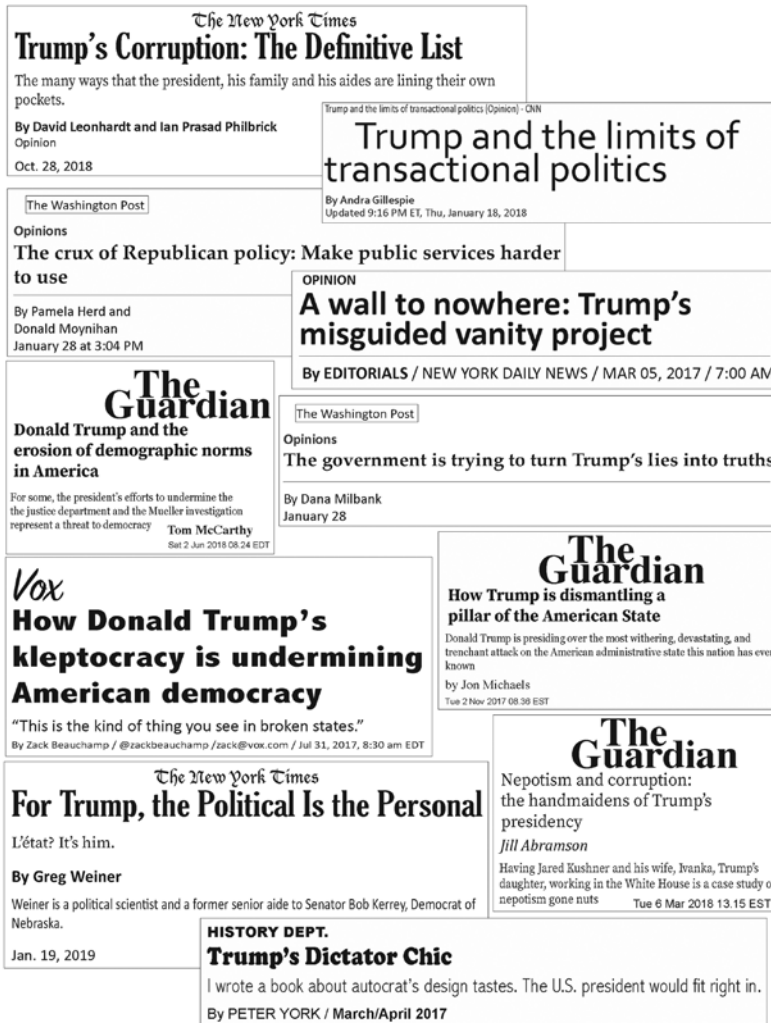 The New York Times
Trump's Corruption: The Definitive List
The many ways that the president, his family and his aides are lining their own
pockets.
By David Leonhardt and Ian Prasad Philbrick
Opinion
Oct. 28, 2018
Trump and the limits of transactional politics (Opinion) - CNN
Trump and the limits of
transactional politics
By Andra Gillespie
Updated 9:16 PM ET, Thu, January 18, 2018
The Washington Post
Opinions
The crux of Republican policy: Make public services harder
to use
By Pamela Herd and
Donald Moynihan
January 28 at 3:04 PM
OPINION
A wall to nowhere: Trump's
misguided vanity project
By EDITORIALS / NEW YORK DAILY NEWS / MAR 05, 2017 / 7:00 AM
The
Guardian
Donald Trump and the
erosion of demographic norms
in America
For some, the president's efforts to undermine the
the justice department and the Mueller investigation
represent a threat to democracy
Tom McCarthy
Sat 2 Jun 2018 08.24 EDT
The Washington Post
Opinions
The government is trying to turn Trump's lies into truths
By Dana Milbank
January 28
The
Guardian
How Trump is dismantling a
pillar of the American State
Donald Trump is presiding over the most withering, devastating, and
trenchant attack on the American administrative state this nation has ever
known
by Jon Michaels
Tue 2 Nov 2017 08.36 EST
Vox
How Donald Trump's
kleptocracy is undermining
American democracy
"This is the kind of thing you see in broken states."
By Zack Beauchamp / @zackbeauchamp /zack@vox.com / Jul 31, 2017, 8:30 am EDT
The
Guardian
Nepotism and corruption:
the handmaidens of Trump's
presidency
Jill Abramson
Having Jared Kushner and his wife, Ivanka, Trump's
daughter, working in the White House is a case study o
nepotism gone nuts
Tue 6 Mar 2018 13.15 EST
The New York Times
For Trump, the Political Is the Personal
L'état? It's him.
By Greg Weiner
Weiner is a political scientist and a former senior aide to Senator Bob Kerrey, Democrat of
Nebraska.
Jan. 19, 2019
HISTORY DEPT.
Trump's Dictator Chic
I wrote a book about autocrat's design tastes. The U.S. president would fit right in.
By PETER YORK / March/April 2017